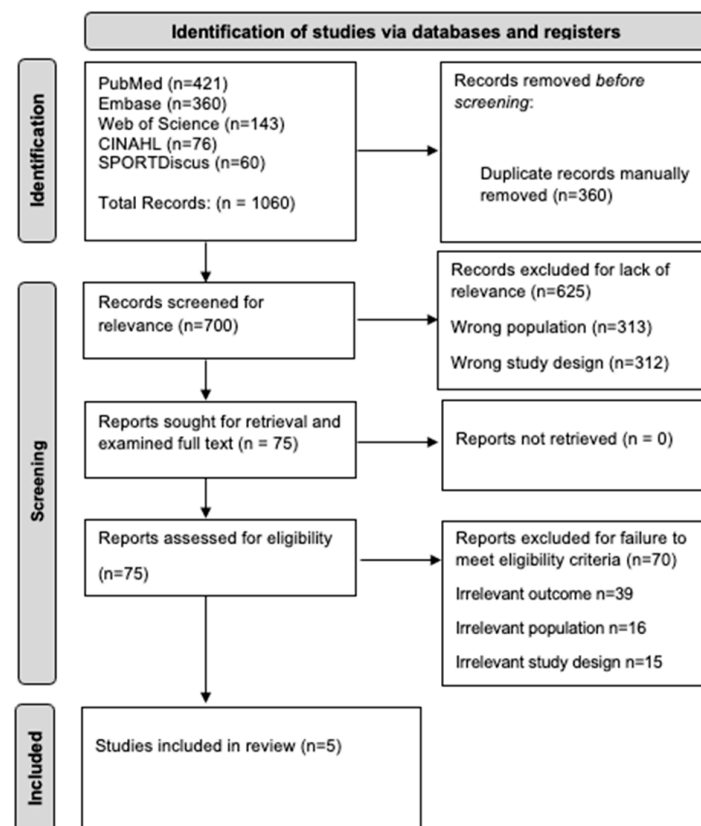 Identification of studies via databases and registers
Identification
PubMed (n=421)
Embase (n=360)
Web of Science (n=143)
CINAHL (n=76)
SPORTDiscus (n=60)
Total Records: (n = 1060)
Records removed before
screening:
Duplicate records manually
removed (n=360)
Screening
Records screened for
relevance (n=700)
Records excluded for lack of
relevance (n=625)
Wrong population (n=313)
Wrong study design (n=312)
Reports sought for retrieval and
examined full text (n = 75)
Reports not retrieved (n = 0)
Reports assessed for eligibility
(n=75)
Reports excluded for failure to
meet eligibility criteria (n=70)
Irrelevant outcome n=39
Irrelevant population n=16
Irrelevant study design n=15
Included
Studies included in review (n=5)